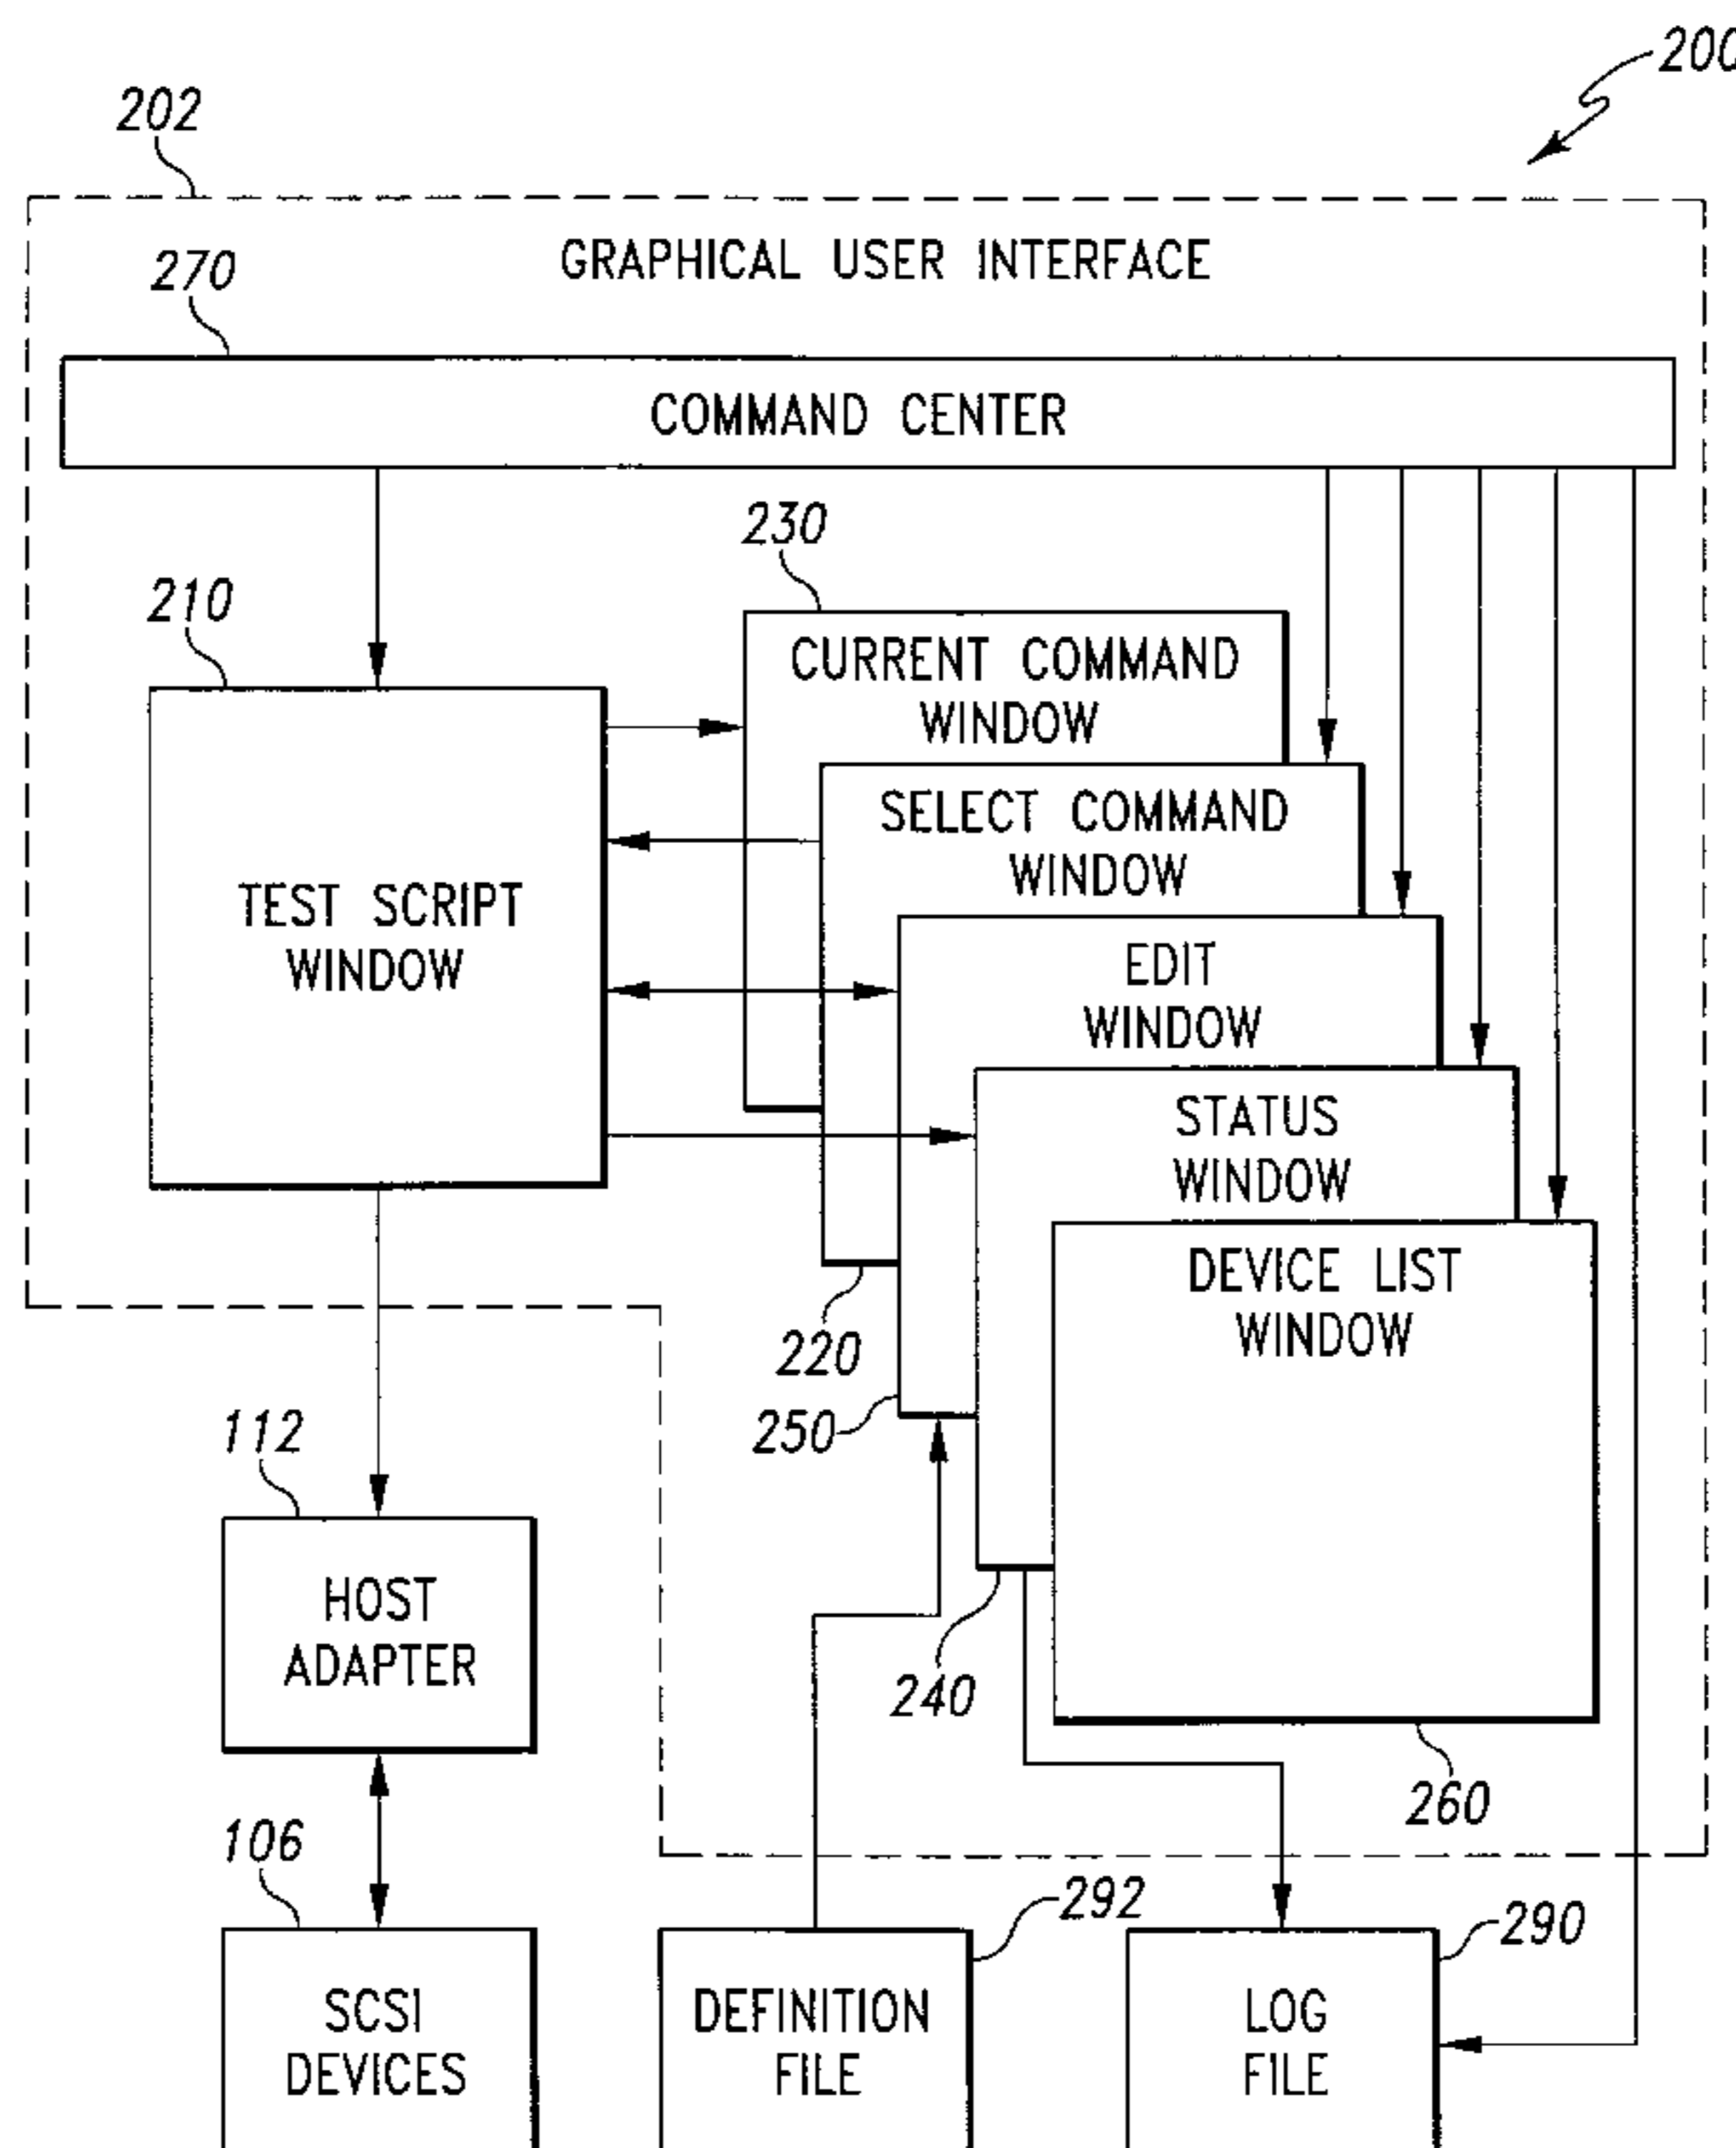 200
202
GRAPHICAL USER INTERFACE
270
COMMAND CENTER
230
210
CURRENT COMMAND
WINDOW
SELECT COMMAND
WINDOW
TEST SCRIPT
WINDOW
EDIT
WINDOW
STATUS
WINDOW
DEVICE LIST
WINDOW
220
250
112
HOST
ADAPTER
240
260
106
292
290
SCSI
DEVICES
DEFINITION
FILE
LOG
FILE